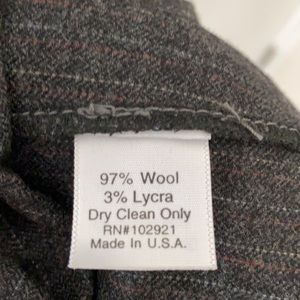 97% Wool
3% Lycra
Dry Clean Only
RN#102921
Made In U.S.A.